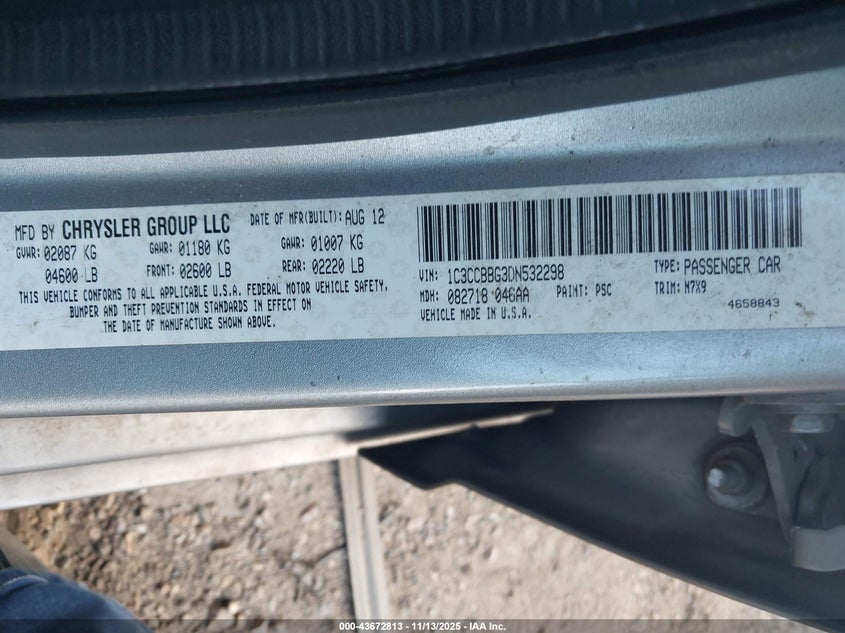 MFD BY CHRYSLER GROUP LLC DATE OF MFR(BUILT): AUG 12
GVWR: 02087 KG GAWR: 01180 KG GAWR: 01007 KG
04600 LB FRONT: 02600 LB REAR: 02220 LB
THIS VEHICLE CONFORMS TO ALL APPLICABLE U.S.A. FEDERAL MOTOR VEHICLE SAFETY,
BUMPER AND THEFT PREVENTION STANDARDS IN EFFECT ON
THE DATE OF MANUFACTURE SHOWN ABOVE.
VIN: 1C3CCBBG3DN532298 TYPE: PASSENGER CAR
MDH: 082718 046AA PAINT: PSC TRIM: N7X9
VEHICLE MADE IN U.S.A. 4658843
000-43672813 | 11/13/2025 | IAA Inc.